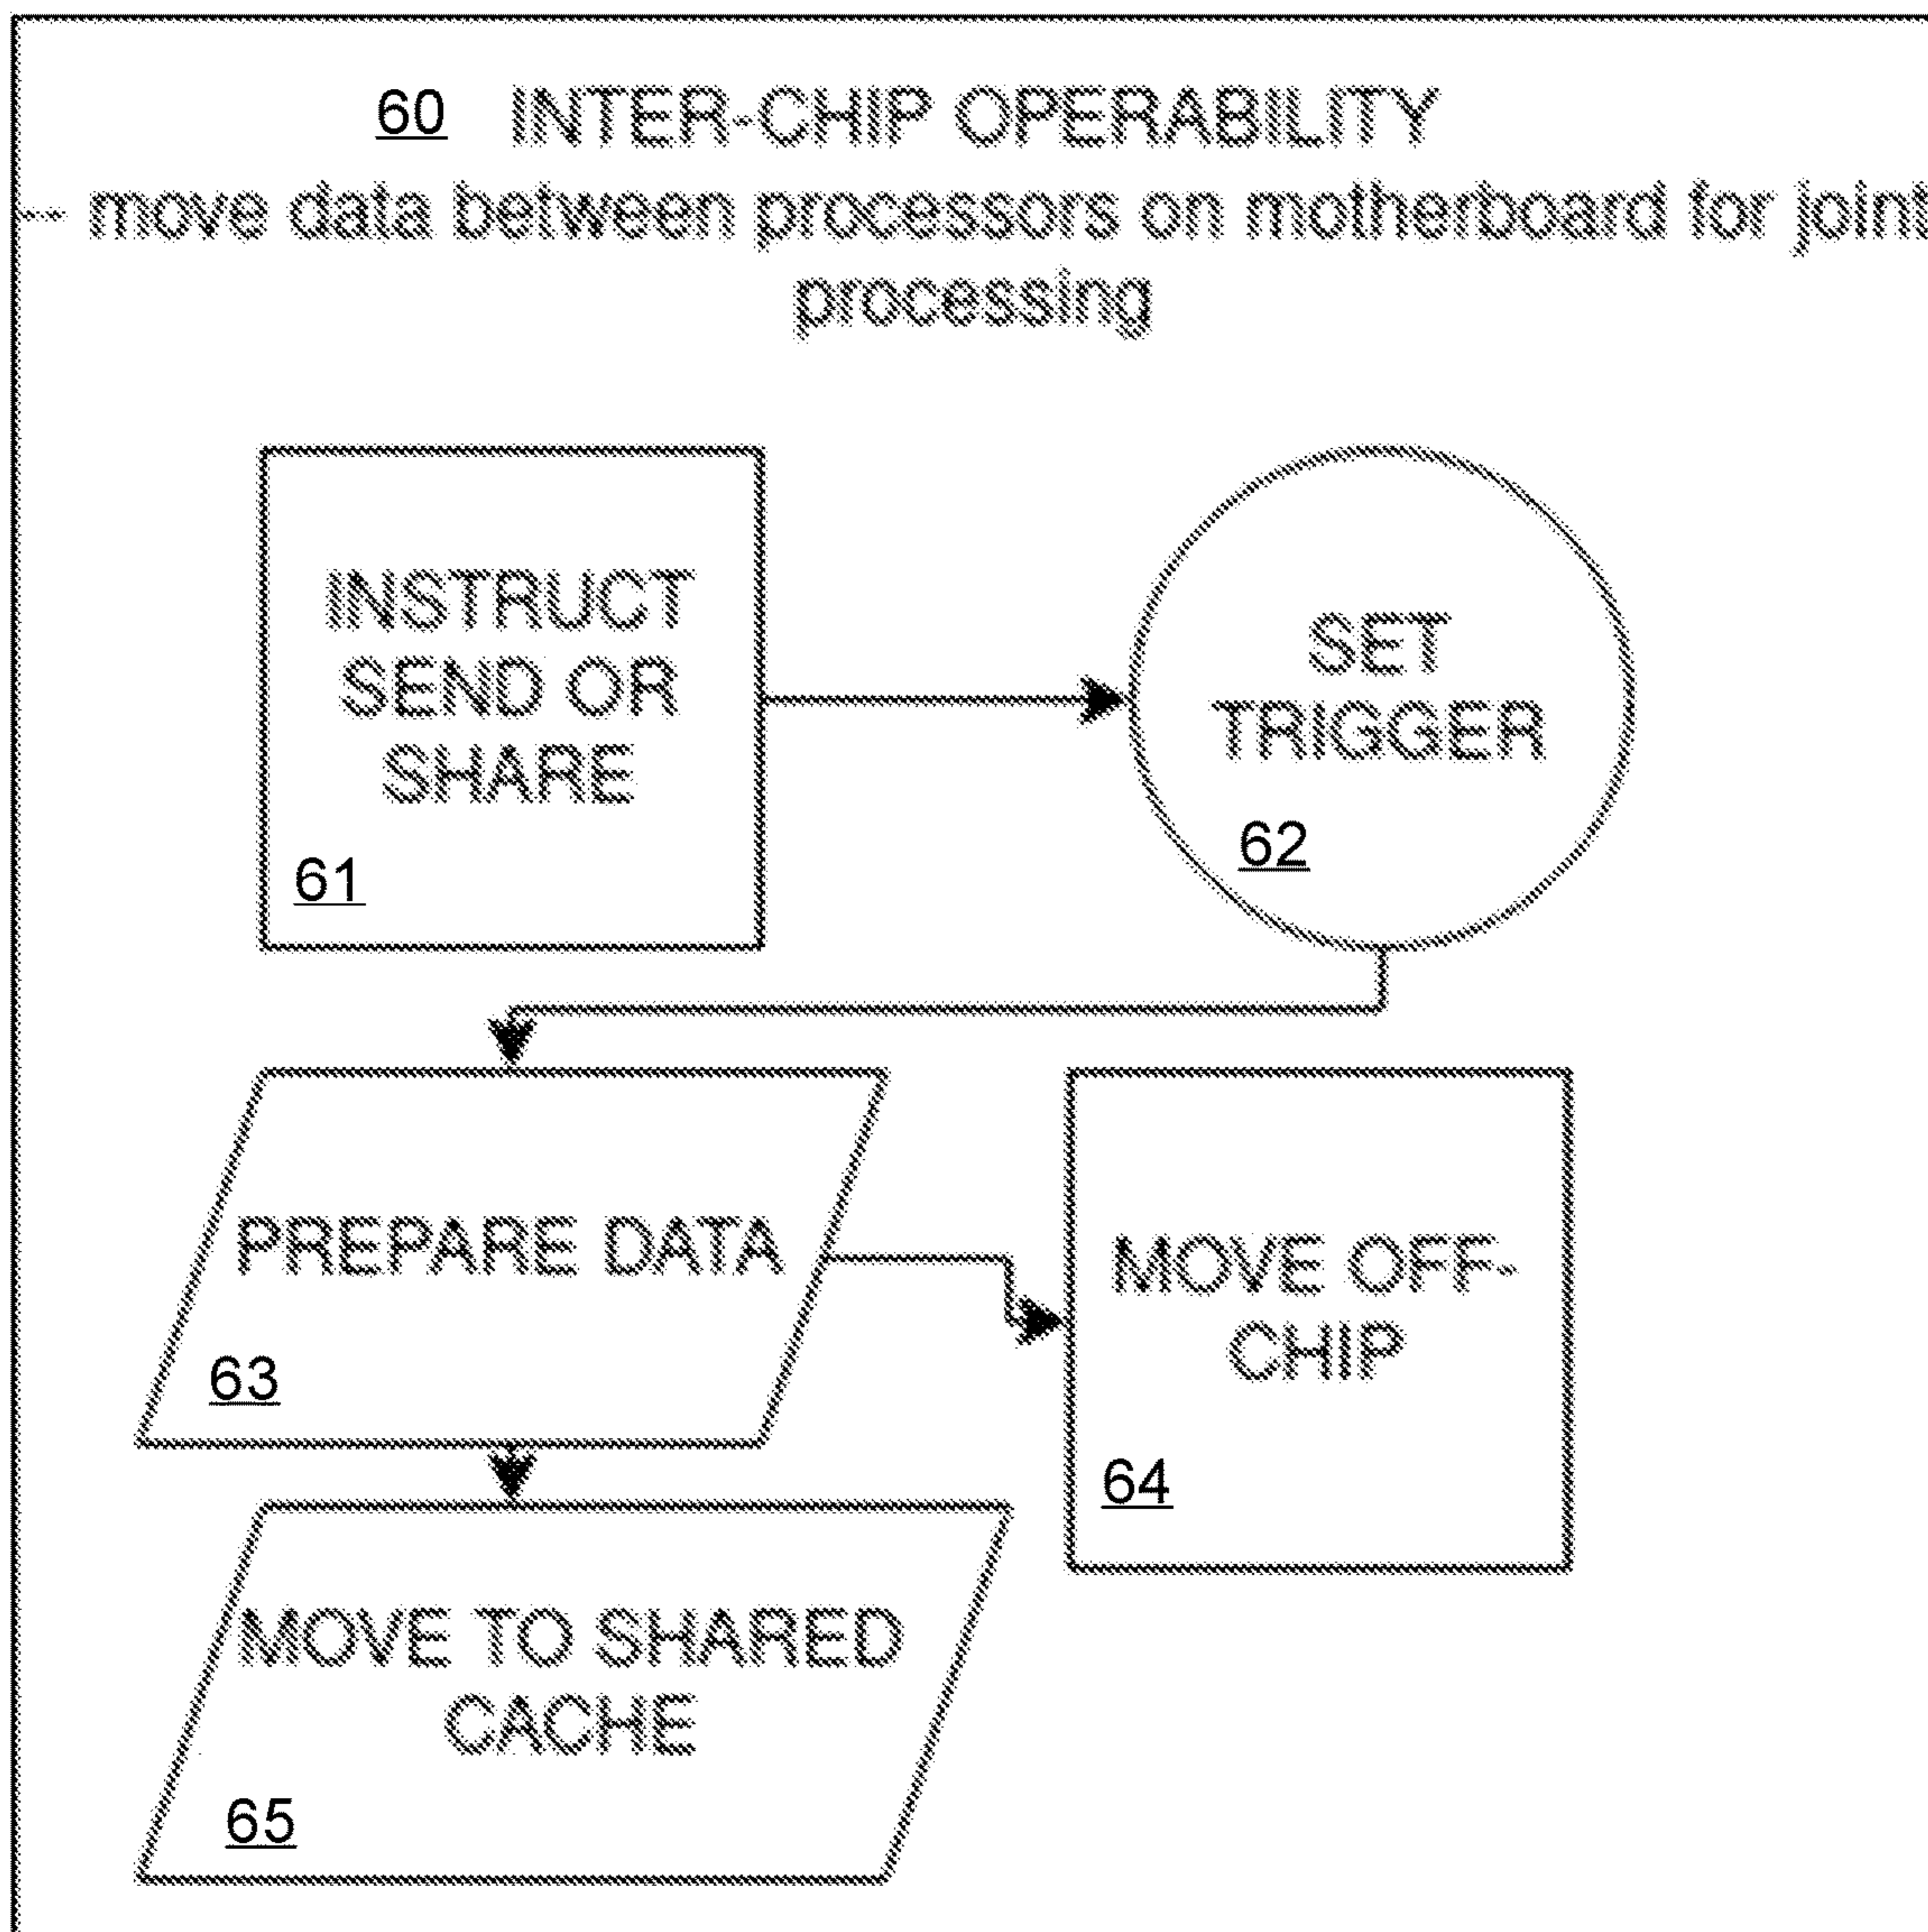 60 INTER-CHIP OPERABILITY
-- move data between processors on motherboard for joint
processing
INSTRUCT
SEND OR
SHARE
61
SET
TRIGGER
62
PREPARE DATA
63
MOVE OFF-
CHIP
64
MOVE TO SHARED
CACHE
65